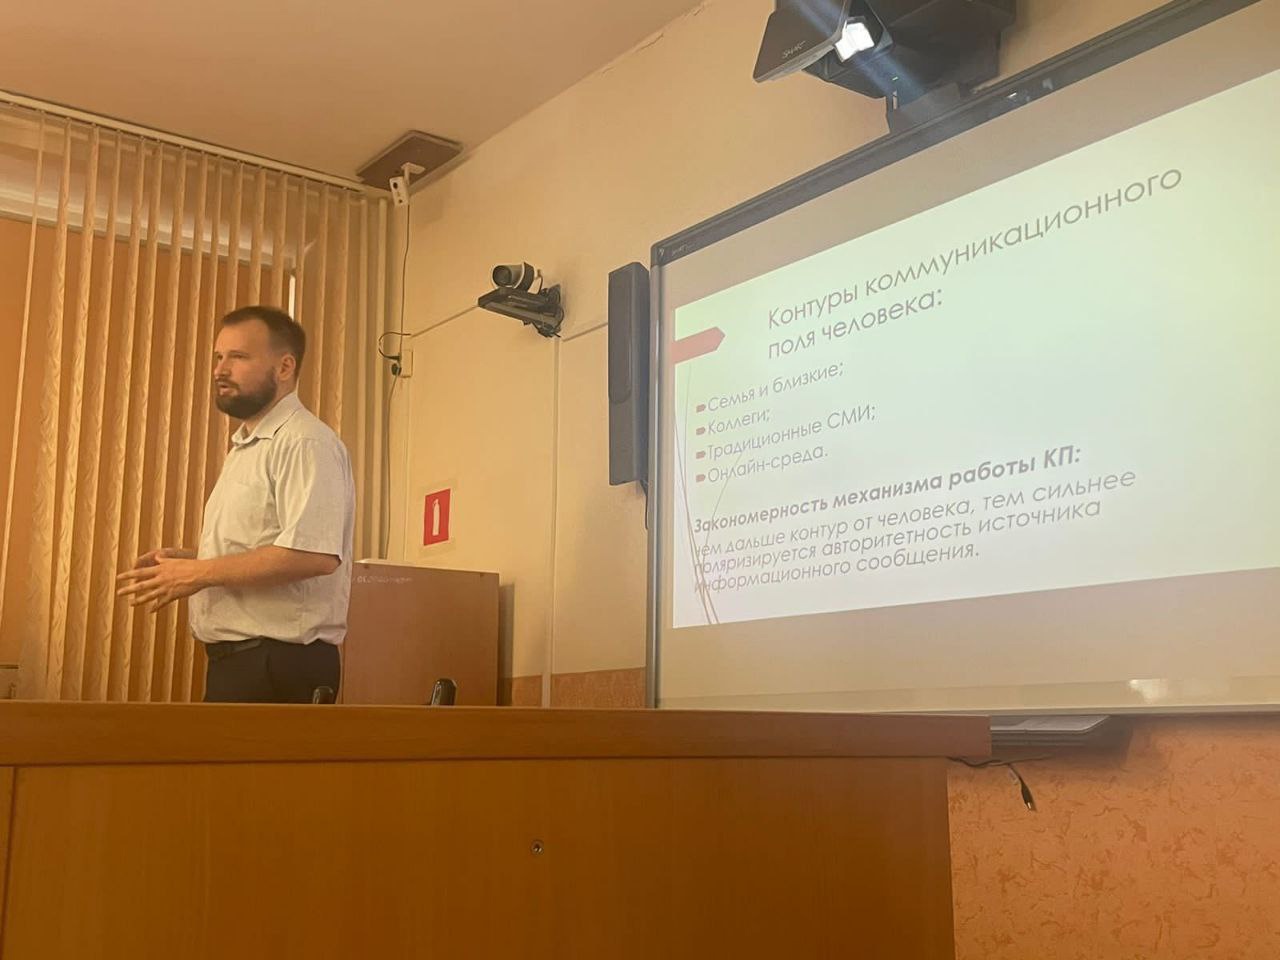 SMART
Контуры коммуникационного
поля человека:
Семья и близкие;
Коллеги;
Традиционные СМИ;
Онлайн-среда.
Закономерность механизма работы КП:
чем дальше контур от человека, тем сильнее
поляризируется авторитетность источника
информационного сообщения.